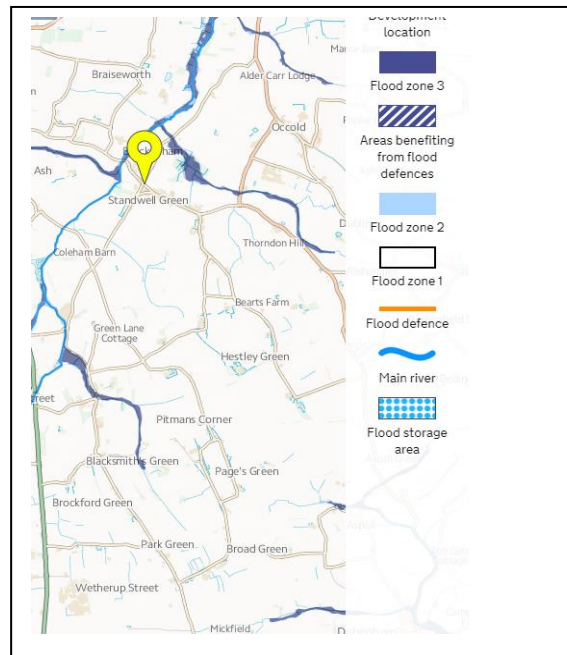 Development
location
Flood zone 3
Areas benefiting
from flood
defences
Flood zone 2
Flood zone 1
Flood defence
Main river
Flood storage
area
Braiseworth
Alder Carr Lodge
Occold
Ash
Standwell Green
Thorndon Hill
Coleham Barn
Bearts Farm
Green Lane
Cottage
Hestley Green
Pitmans Corner
Blacksmith's Green
Page's Green
Brockford Green
Park Green
Broad Green
Wetherup Street
Mickfield